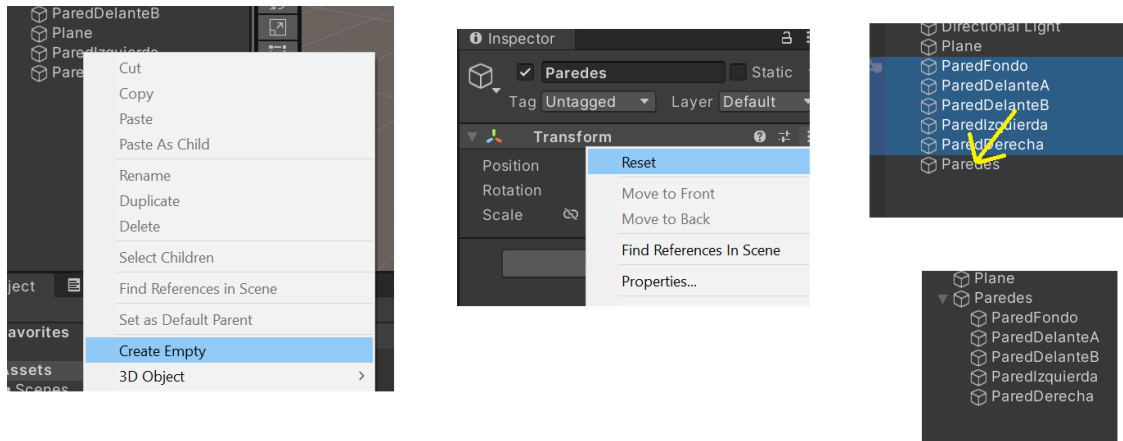 ParedDelanteB
Plane
ParedIzquierda
Pare
Cut
Copy
Paste
Paste As Child
Rename
Duplicate
Delete
Select Children
Find References in Scene
Set as Default Parent
Create Empty
3D Object
ject
avorites
Assets
Scenes
Inspector
Paredes
Static
Tag Untagged
Layer Default
Transform
Position
Rotation
Scale
Reset
Move to Front
Move to Back
Find References In Scene
Properties...
Directional Light
Plane
ParedFondo
ParedDelanteA
ParedDelanteB
ParedIzquierda
ParedDerecha
Paredes
Plane
Paredes
ParedFondo
ParedDelanteA
ParedDelanteB
ParedIzquierda
ParedDerecha